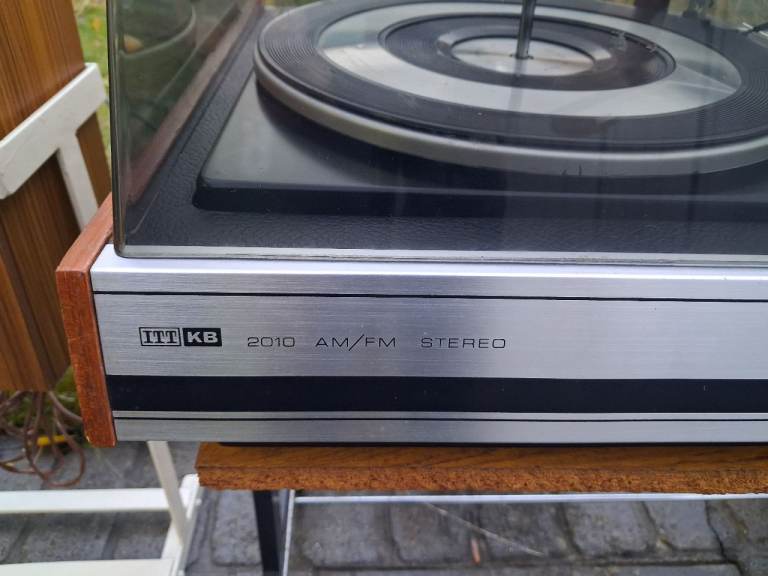 ITT KB 2010 AM/FM STEREO